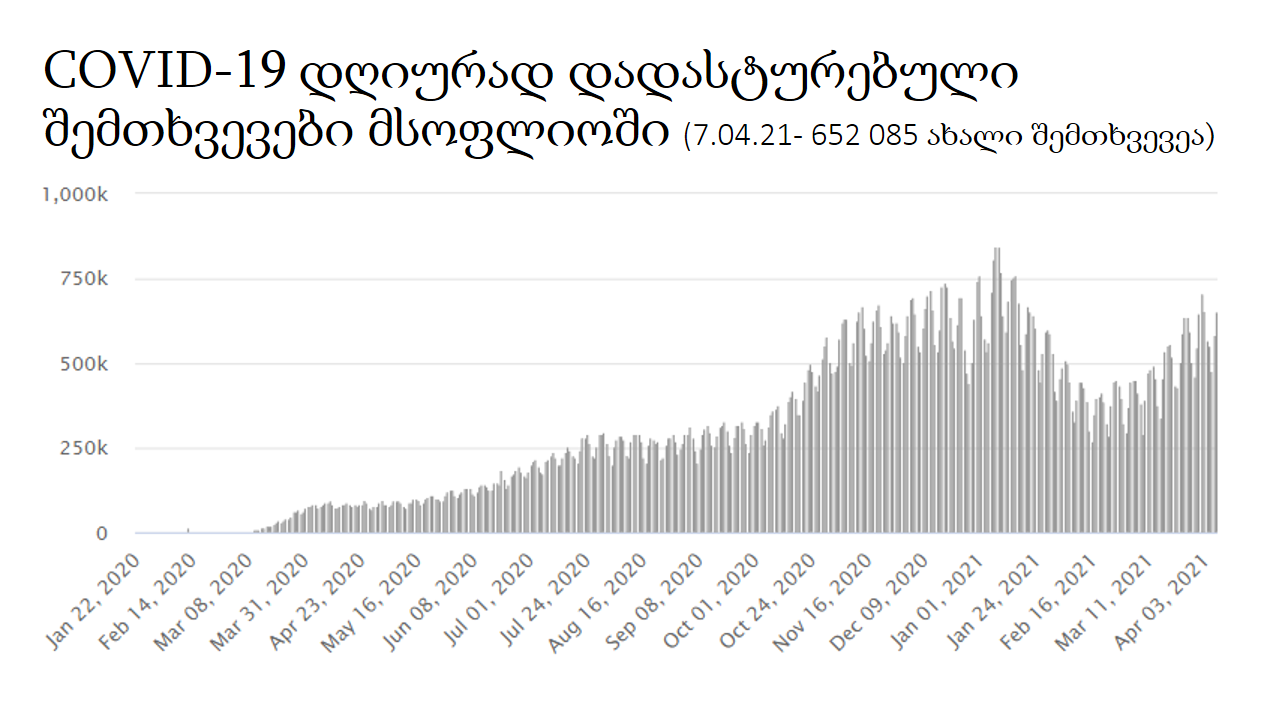 COVID-19 დღიურად დადასტურებული
შემთხვევები მსოფლიოში (7.04.21- 652 085 ახალი შემთხვევეა)
1,000k
750k
500k
250k
0
Jan 22, 2020
Feb 14, 2020
Mar 08, 2020
Mar 31, 2020
Apr 23, 2020
May 16, 2020
Jun 08, 2020
Jul 01, 2020
Jul 24, 2020
Aug 16, 2020
Sep 08, 2020
Oct 01, 2020
Oct 24, 2020
Nov 16, 2020
Dec 09, 2020
Jan 01, 2021
Jan 24, 2021
Feb 16, 2021
Mar 11, 2021
Apr 03, 2021